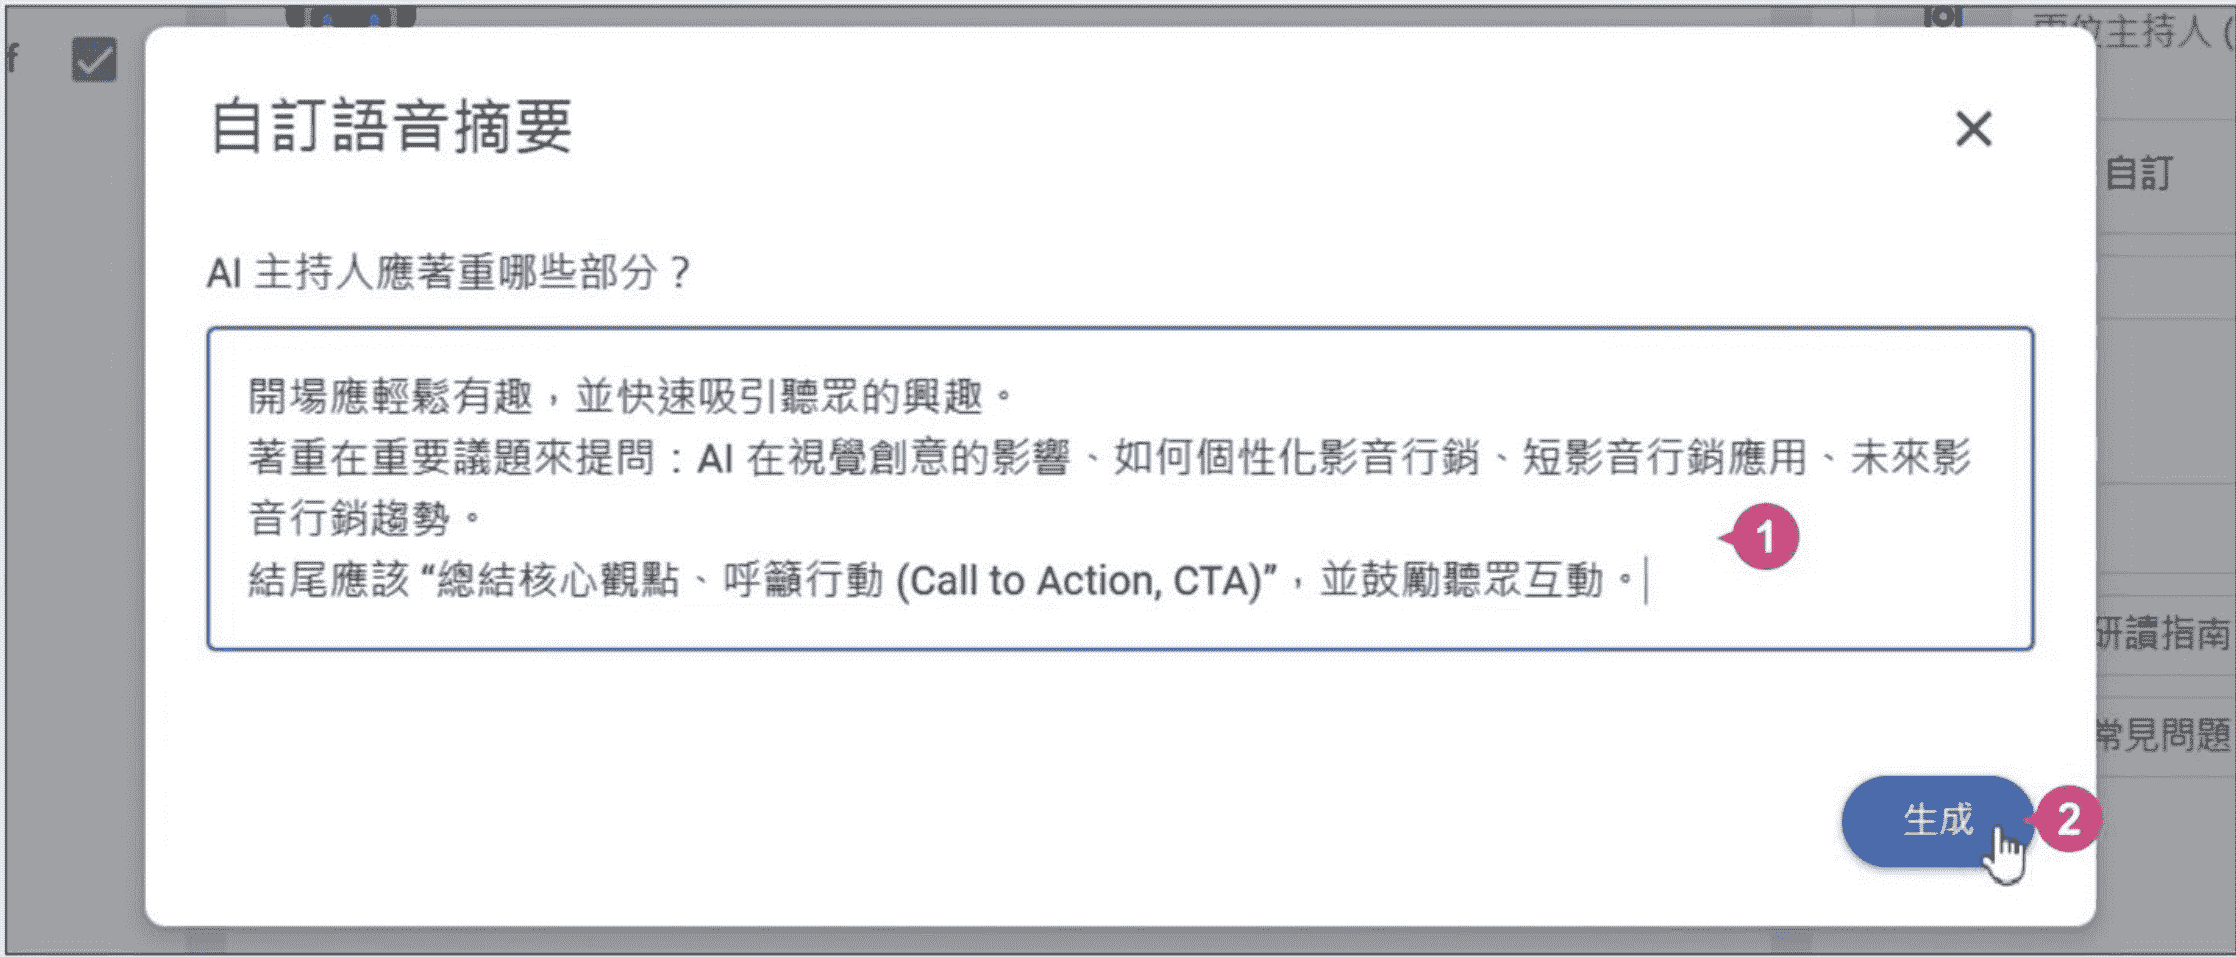 f
兩位主持人 (
自訂語音摘要
自訂
AI 主持人應著重哪些部分？
開場應輕鬆有趣，並快速吸引聽眾的興趣。
著重在重要議題來提問：AI 在視覺創意的影響、如何個性化影音行銷、短影音行銷應用、未來影
音行銷趨勢。
1
結尾應該 “總結核心觀點、呼籲行動 (Call to Action, CTA)”，並鼓勵聽眾互動。
研讀指南
常見問題
生成
2